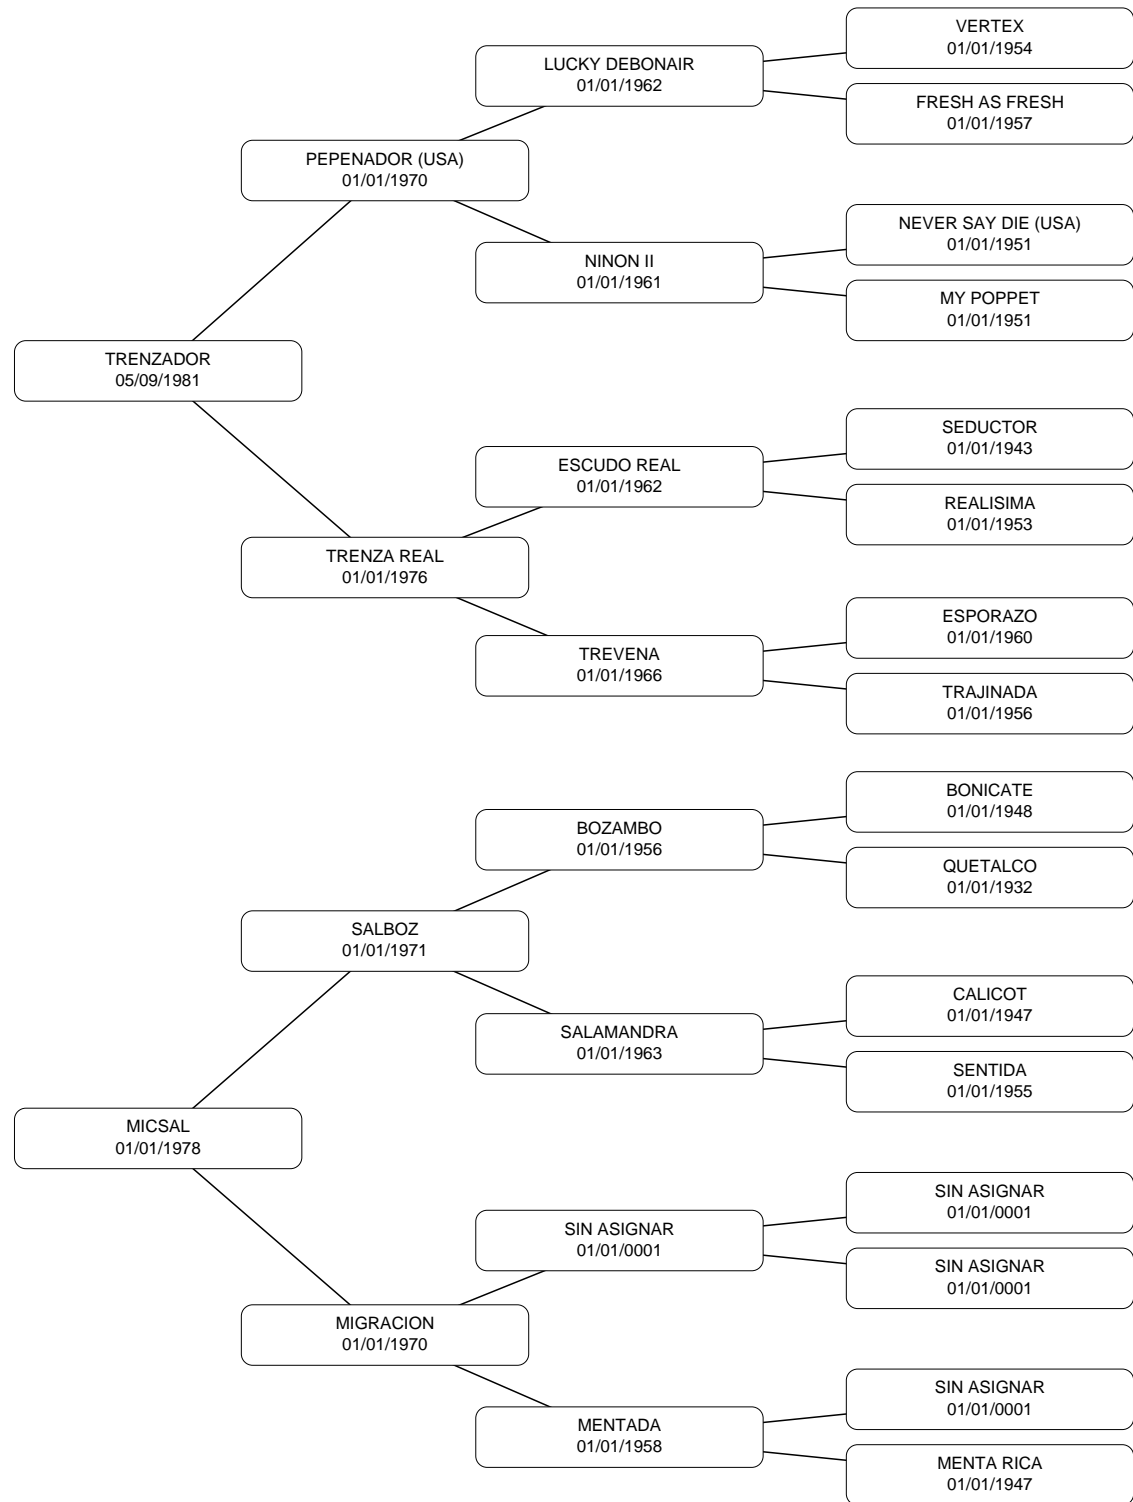 VERTEX
01/01/1954
LUCKY DEBONAIR
01/01/1962
FRESH AS FRESH
01/01/1957
PEPENADOR (USA)
01/01/1970
NEVER SAY DIE (USA)
01/01/1951
NINON II
01/01/1961
MY POPPET
01/01/1951
TRENZADOR
05/09/1981
SEDUCTOR
01/01/1943
ESCUDO REAL
01/01/1962
REALISIMA
01/01/1953
TRENZA REAL
01/01/1976
ESPORAZO
01/01/1960
TREVENA
01/01/1966
TRAJINADA
01/01/1956
BONICATE
01/01/1948
BOZAMBO
01/01/1956
QUETALCO
01/01/1932
SALBOZ
01/01/1971
CALICOT
01/01/1947
SALAMANDRA
01/01/1963
SENTIDA
01/01/1955
MICSAL
01/01/1978
SIN ASIGNAR
01/01/0001
SIN ASIGNAR
01/01/0001
SIN ASIGNAR
01/01/0001
MIGRACION
01/01/1970
SIN ASIGNAR
01/01/0001
MENTADA
01/01/1958
MENTA RICA
01/01/1947